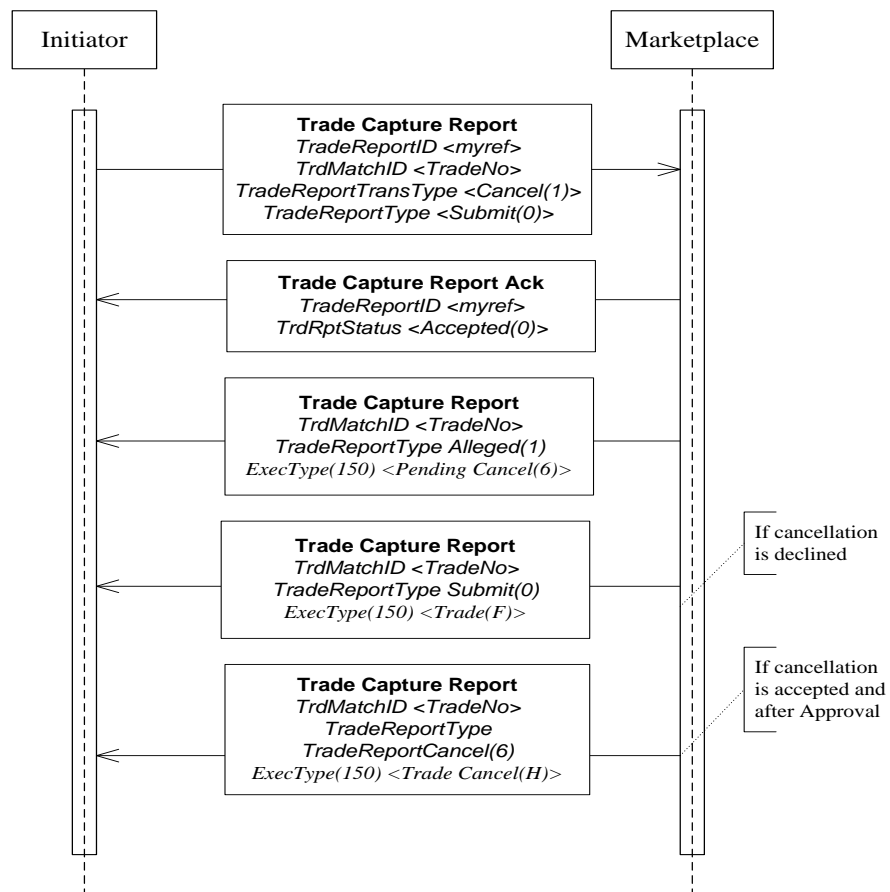 Initiator
Marketplace
Trade Capture Report
TradeReportID <myref>
TrdMatchID <TradeNo>
TradeReportTransType <Cancel(1)>
TradeReportType <Submit(0)>
Trade Capture Report Ack
TradeReportID <myref>
TrdRptStatus <Accepted(0)>
Trade Capture Report
TrdMatchID <TradeNo>
TradeReportType Alleged(1)
ExecType(150) <Pending Cancel(6)>
If cancellation
is declined
Trade Capture Report
TrdMatchID <TradeNo>
TradeReportType Submit(0)
ExecType(150) <Trade(F)>
If cancellation
is accepted and
after Approval
Trade Capture Report
TrdMatchID <TradeNo>
TradeReportType
TradeReportCancel(6)
ExecType(150) <Trade Cancel(H)>